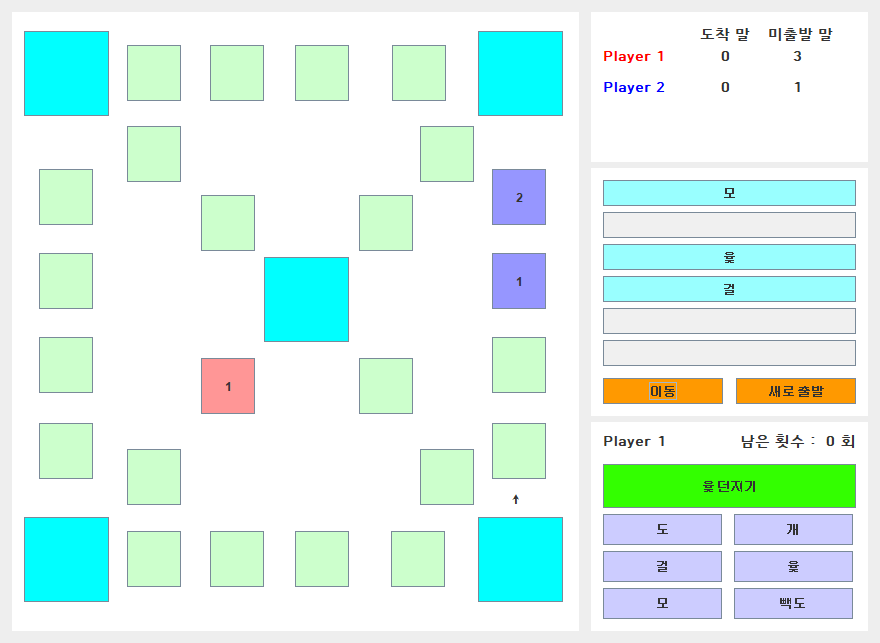 도착 말 미출발 말
Player 1 0 3
Player 2 0 1
2
1
1
↑
모
윷
걸
이동 새로 출발
Player 1 남은 횟수 : 0 회
윷 던지기
도 개
걸 윷
모 빽도